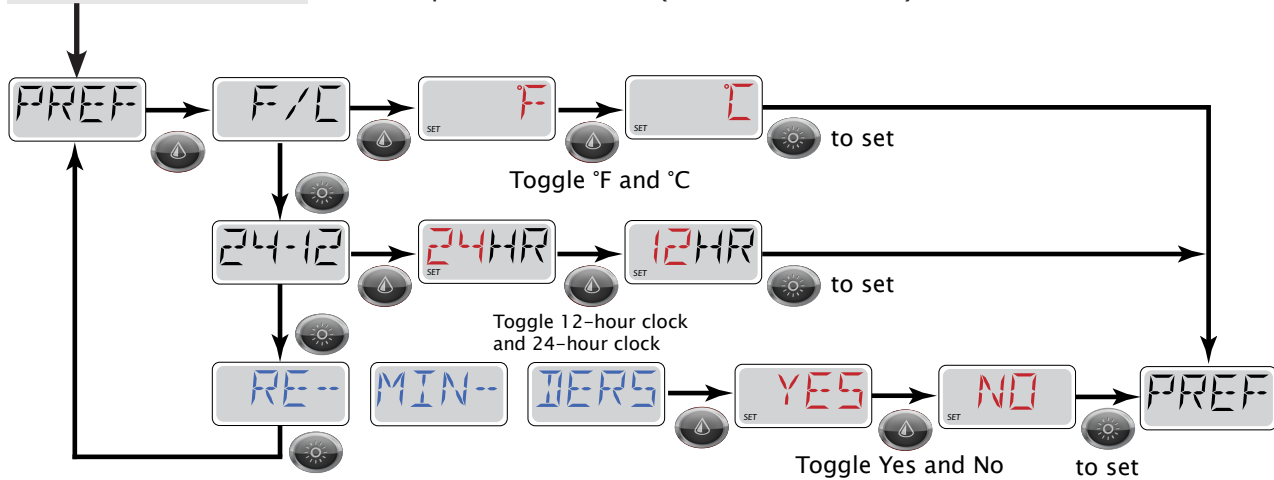 PREF
F/C
SET °F
SET °C
to set
Toggle °F and °C
24-12
SET 24HR
SET 12HR
to set
Toggle 12-hour clock
and 24-hour clock
RE-- MIN-- DERS
SET YES
SET NO
PREF
Toggle Yes and No
to set